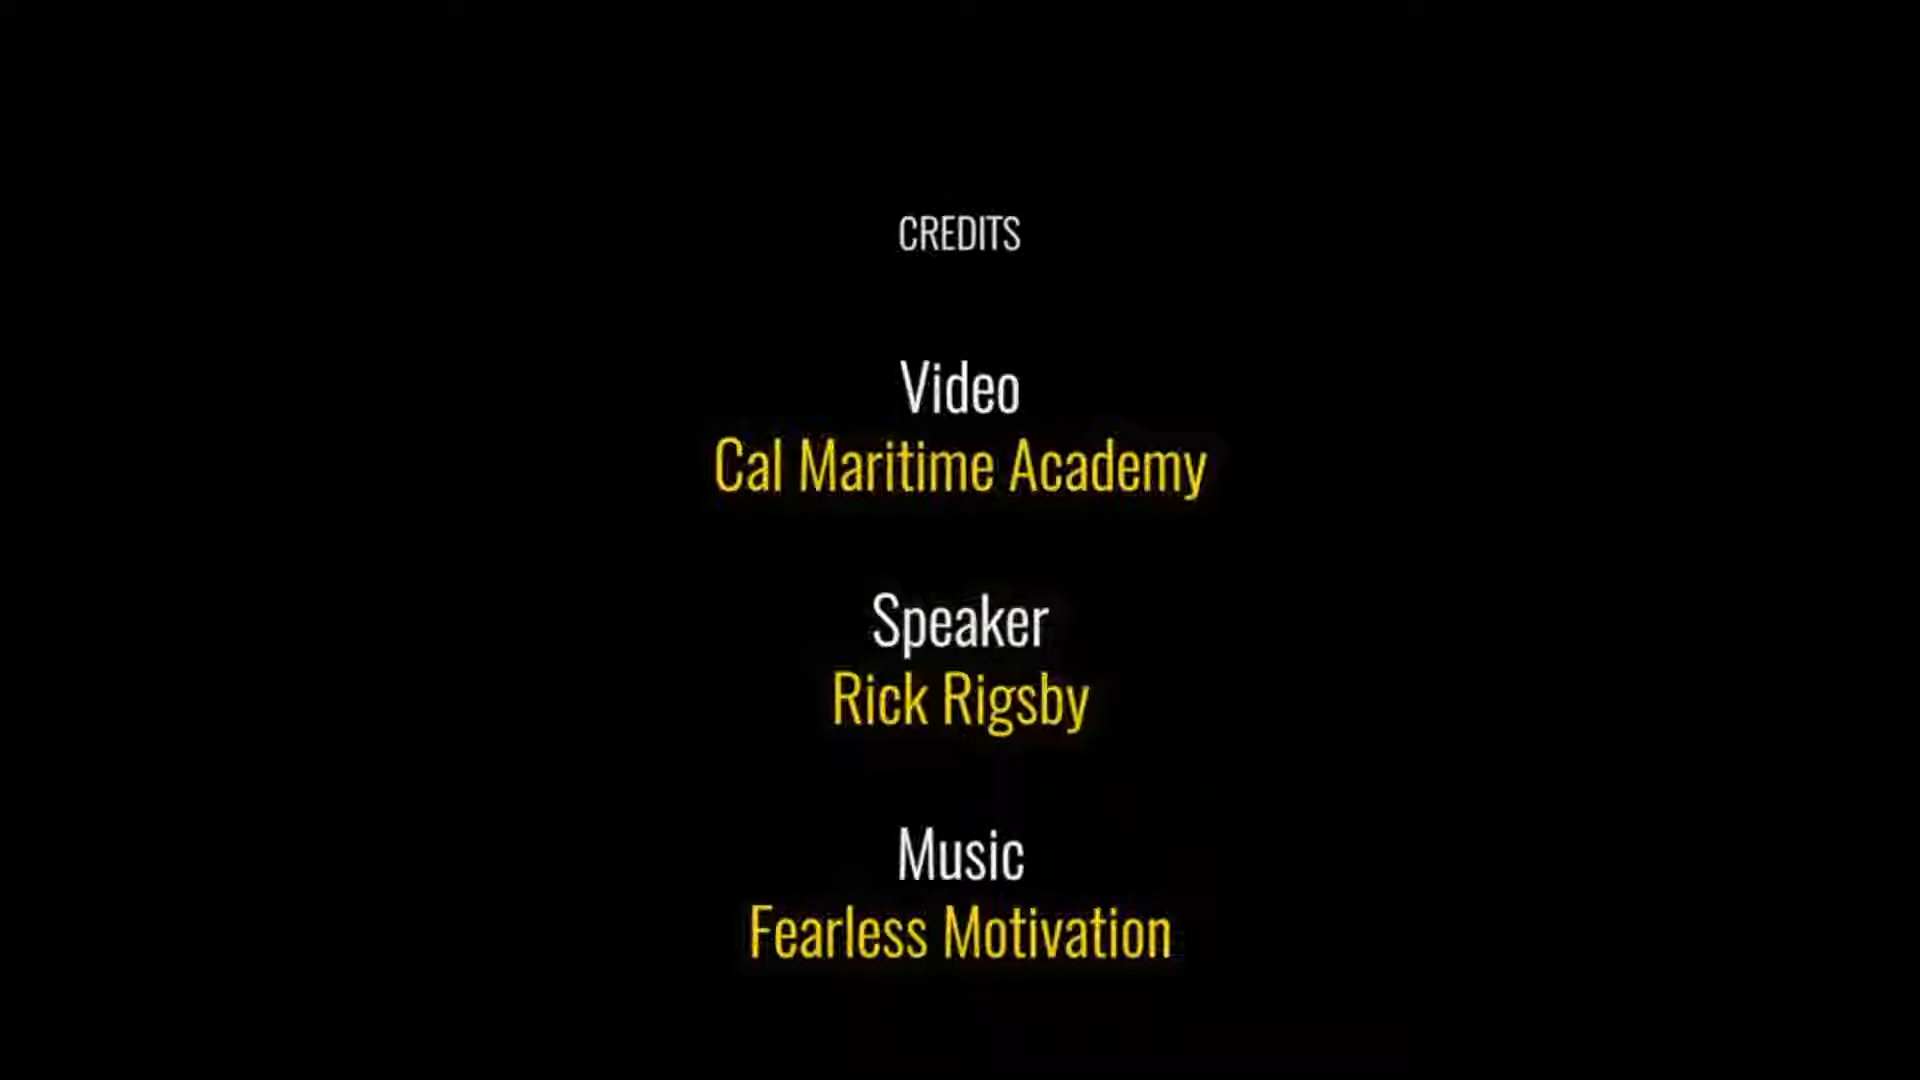 CREDITS
Video
Cal Maritime Academy
Speaker
Rick Rigsby
Music
Fearless Motivation